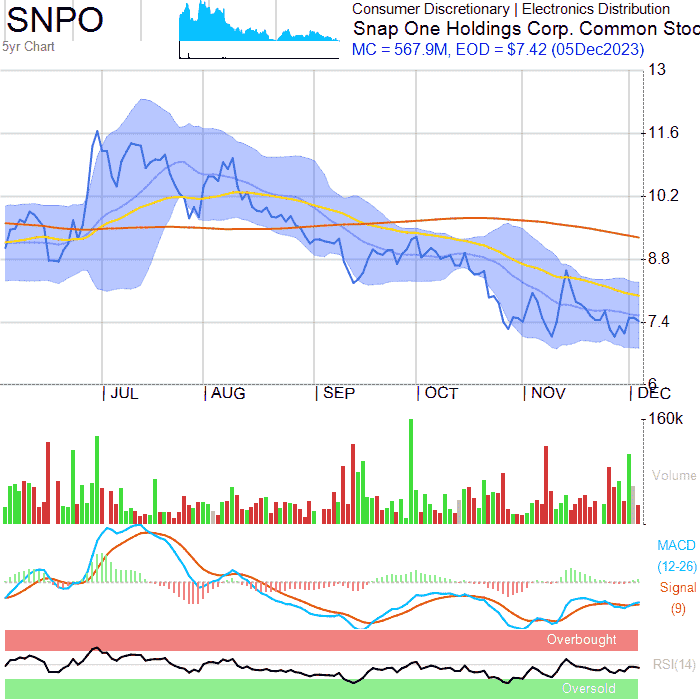 SNPO
5yr Chart
Consumer Discretionary | Electronics Distribution
Snap One Holdings Corp. Common Stoc
MC = 567.9M, EOD = $7.42 (05Dec2023)
13
11.6
10.2
8.8
7.4
6
JUL AUG SEP OCT NOV DEC
160k
Volume
MACD
(12-26)
Signal
(9)
Overbought
RSI(14)
Oversold